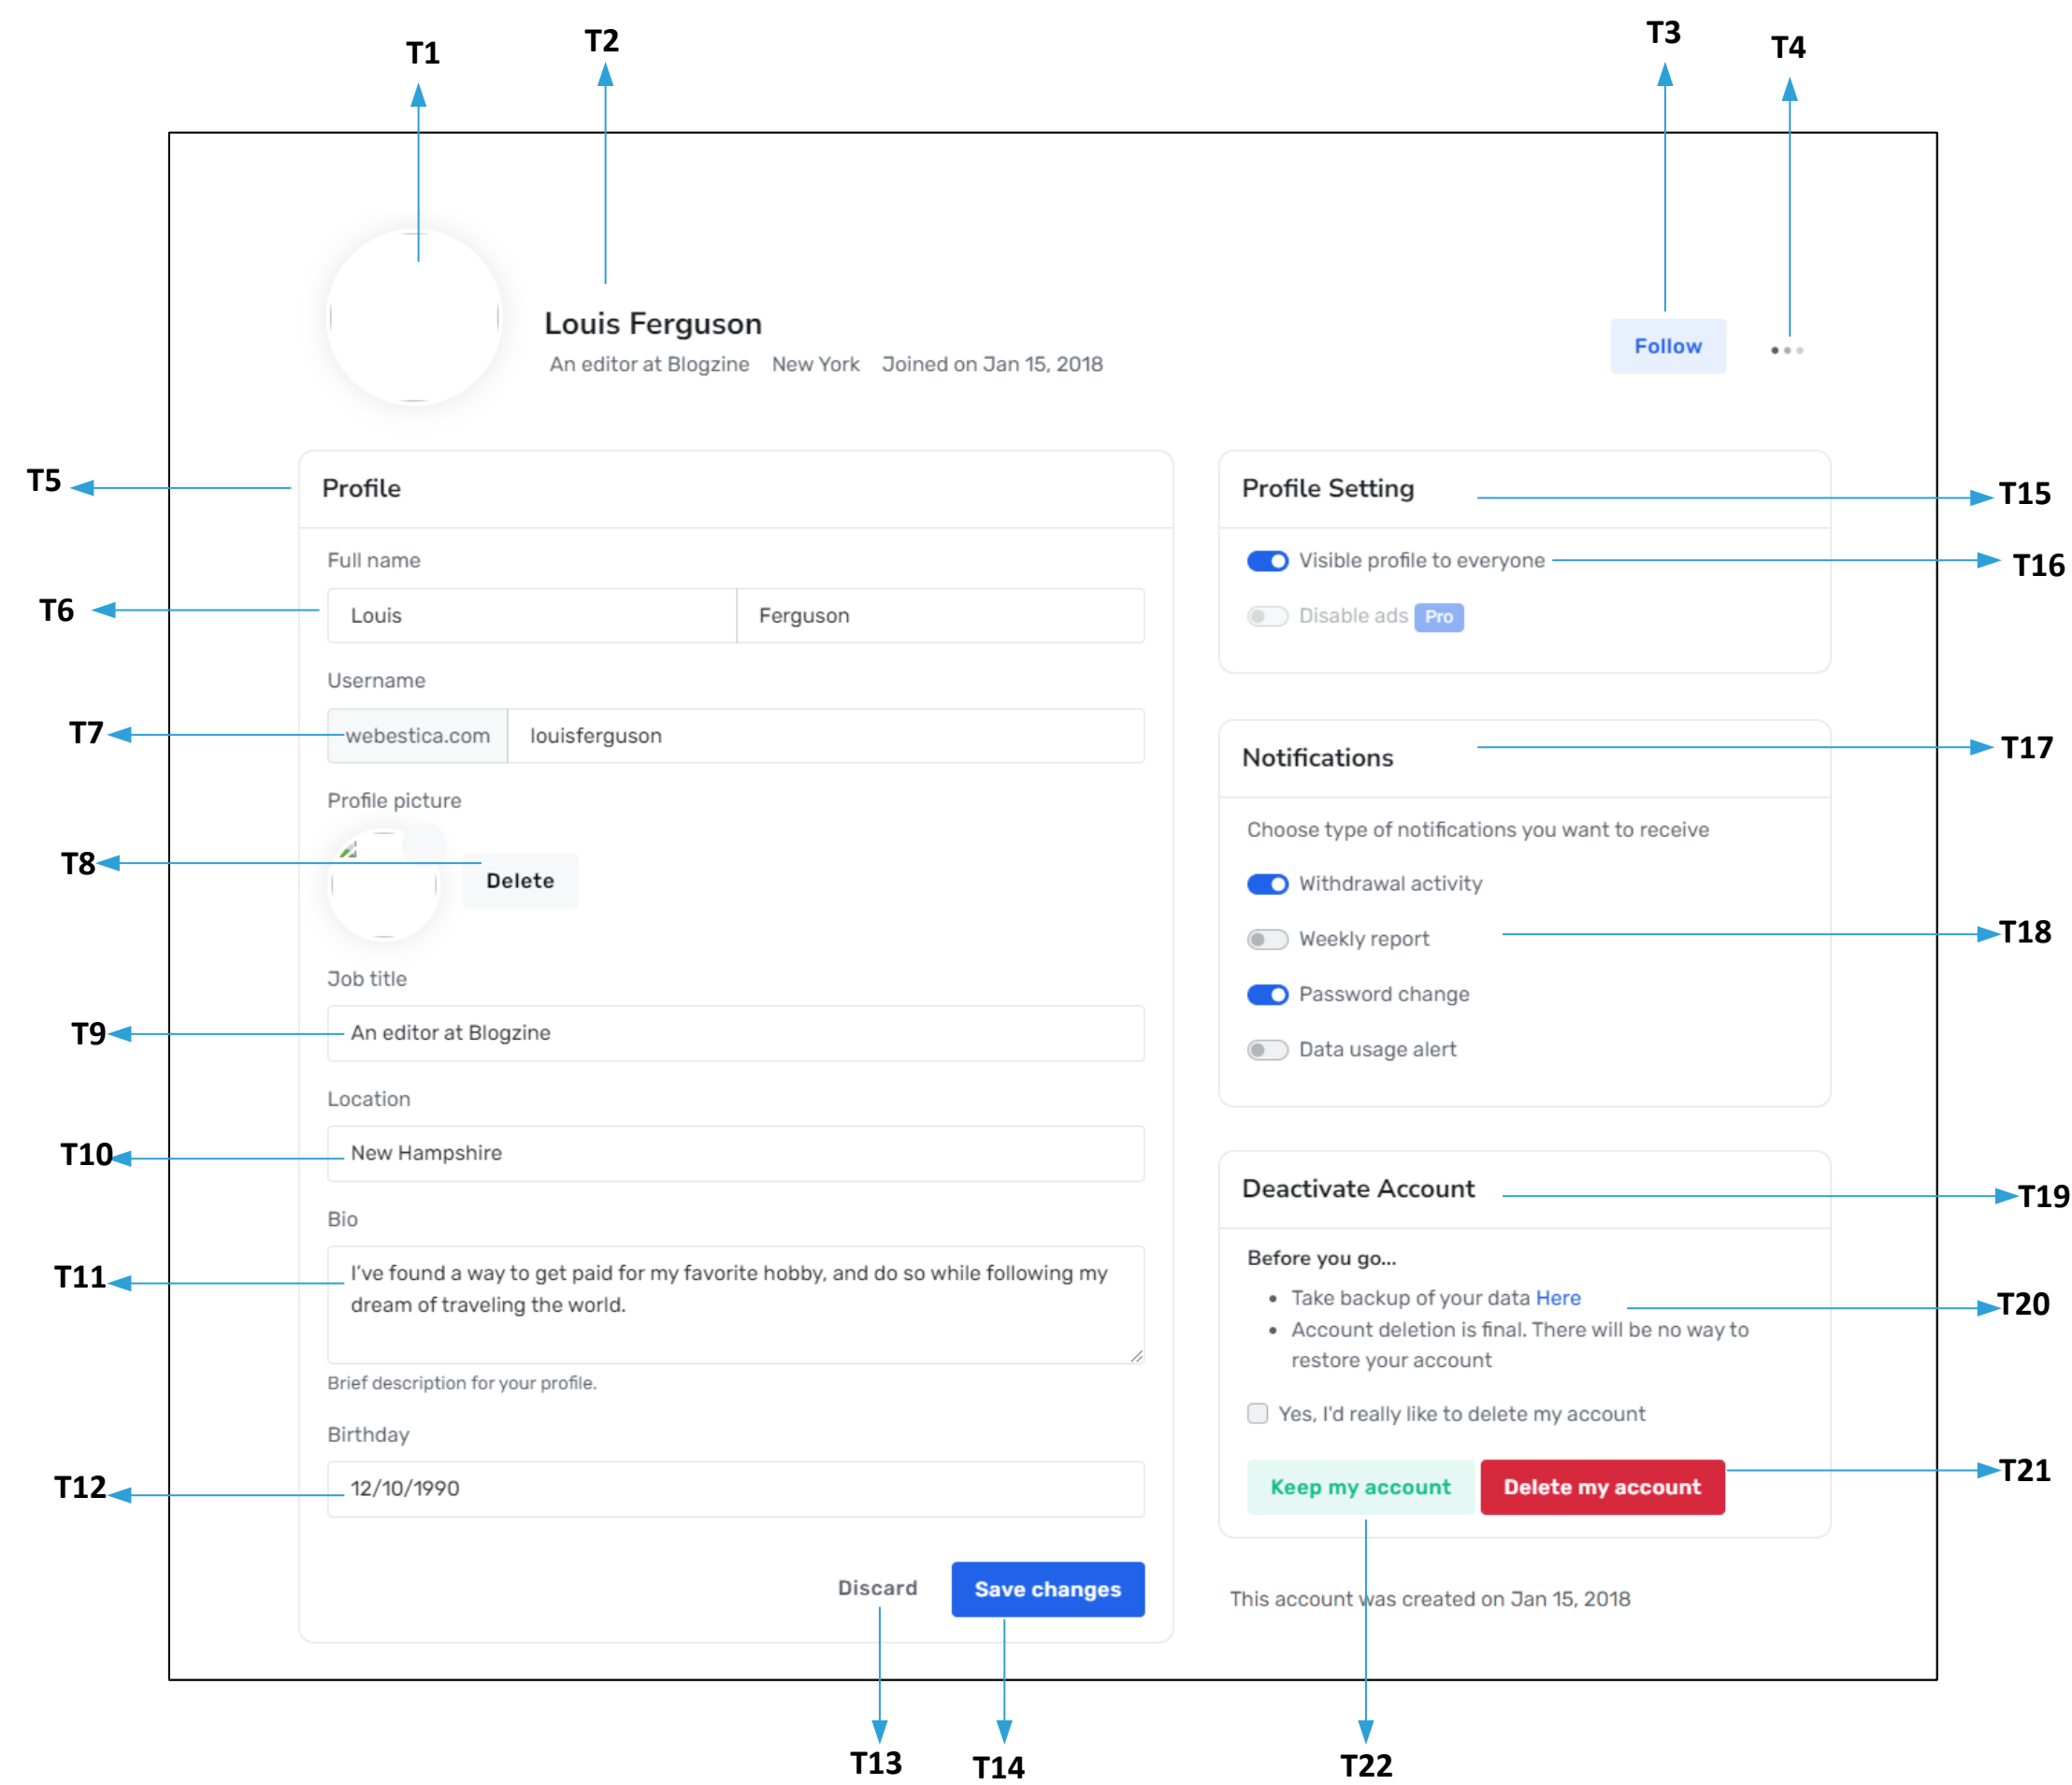 T1
T2
T3
T4
Louis Ferguson
An editor at Blogzine New York Joined on Jan 15, 2018
Follow
T5
Profile
Full name
T6
Louis Ferguson
Username
T7
webestica.com louisferguson
Profile picture
T8
Delete
Job title
T9
An editor at Blogzine
Location
T10
New Hampshire
Bio
T11
I've found a way to get paid for my favorite hobby, and do so while following my
dream of traveling the world.
Brief description for your profile.
Birthday
T12
12/10/1990
Discard
Save changes
T13
T14
Profile Setting
T15
Visible profile to everyone
T16
Disable ads Pro
Notifications
T17
Choose type of notifications you want to receive
Withdrawal activity
Weekly report
T18
Password change
Data usage alert
Deactivate Account
T19
Before you go...
• Take backup of your data Here
T20
• Account deletion is final. There will be no way to
restore your account
Yes, I'd really like to delete my account
Keep my account
Delete my account
T21
This account was created on Jan 15, 2018
T22